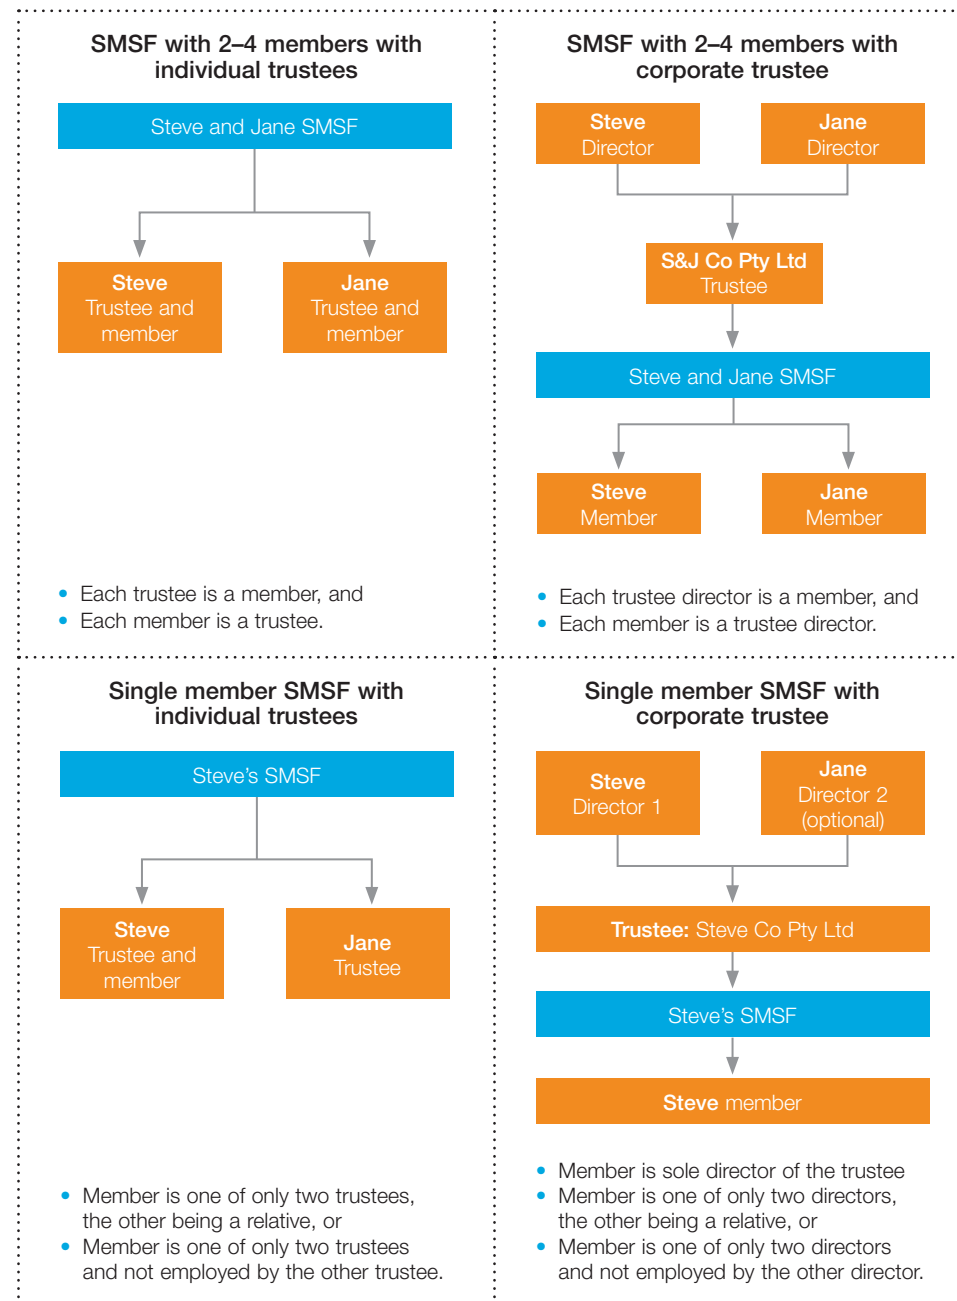 SMSF with 2–4 members with
individual trustees
Steve and Jane SMSF
Steve
Trustee and
member
Jane
Trustee and
member
• Each trustee is a member, and
• Each member is a trustee.
SMSF with 2–4 members with
corporate trustee
Steve
Director
Jane
Director
S&J Co Pty Ltd
Trustee
Steve and Jane SMSF
Steve
Member
Jane
Member
• Each trustee director is a member, and
• Each member is a trustee director.
Single member SMSF with
individual trustees
Steve’s SMSF
Steve
Trustee and
member
Jane
Trustee
• Member is one of only two trustees,
the other being a relative, or
• Member is one of only two trustees
and not employed by the other trustee.
Single member SMSF with
corporate trustee
Steve
Director 1
Jane
Director 2
(optional)
Trustee: Steve Co Pty Ltd
Steve’s SMSF
Steve member
• Member is sole director of the trustee
• Member is one of only two directors,
the other being a relative, or
• Member is one of only two directors
and not employed by the other director.